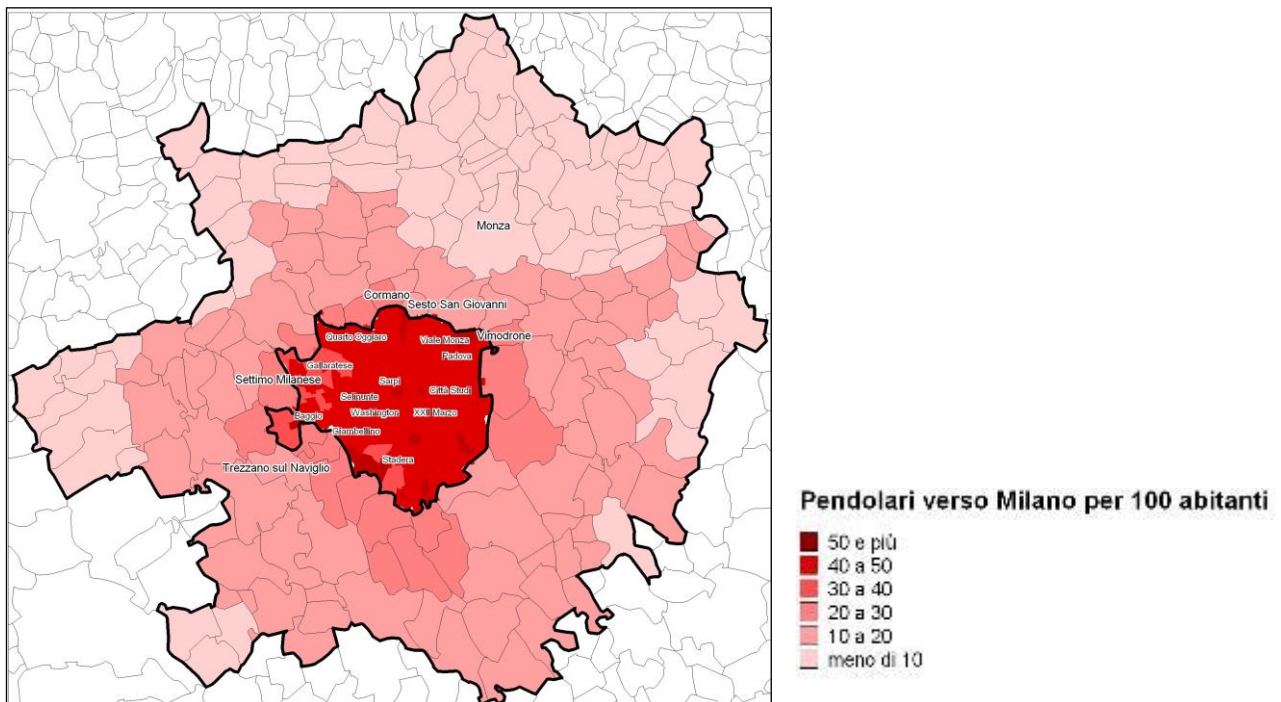 Monza
Cormano
Sesto San Giovanni
Quarto Oggiaro
Viale Monza
Vimodrone
Padova
Gallaratese
Settimo Milanese
Sarpi
Città Studi
Selinunte
Baggio
Washington
XXII Marzo
Giambellino
Stadera
Trezzano sul Naviglio
Pendolari verso Milano per 100 abitanti
50 e più
40 a 50
30 a 40
20 a 30
10 a 20
meno di 10